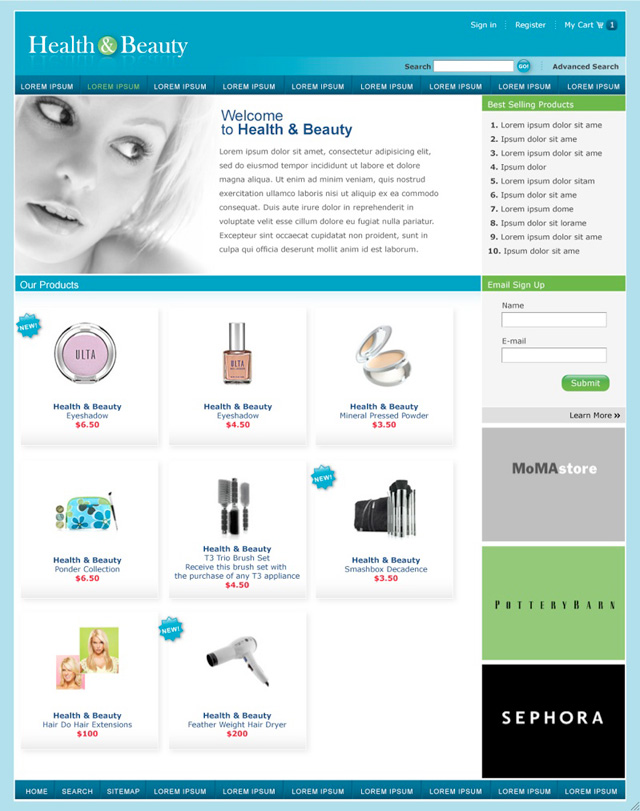 Sign in
Register
My Cart 1
Health & Beauty
Search GO!
Advanced Search
LOREM IPSUM LOREM IPSUM LOREM IPSUM LOREM IPSUM LOREM IPSUM LOREM IPSUM LOREM IPSUM LOREM IPSUM LOREM IPSUM
Welcome
to Health & Beauty
Lorem ipsum dolor sit amet, consectetur adipisicing elit,
sed do eiusmod tempor incididunt ut labore et dolore
magna aliqua. Ut enim ad minim veniam, quis nostrud
exercitation ullamco laboris nisi ut aliquip ex ea commodo
consequat. Duis aute irure dolor in reprehenderit in
voluptate velit esse cillum dolore eu fugiat nulla pariatur.
Excepteur sint occaecat cupidatat non proident, sunt in
culpa qui officia deserunt mollit anim id est laborum.
Best Selling Products
1. Lorem ipsum dolor sit ame
2. Ipsum dolor sit ame
3. Lorem ipsum dolor sit ame
4. Ipsum dolor
5. Lorem ipsum dolor sitam
6. Ipsum dolor sit ame
7. Lorem ipsum dome
8. Ipsum dolor sit lorame
9. Lorem ipsum dolor sit ame
10. Ipsum dolor sit ame
Our Products
NEW!
ULTA
Health & Beauty
Eyeshadow
$6.50
ULTA
Health & Beauty
Eyeshadow
$4.50
Health & Beauty
Mineral Pressed Powder
$3.50
Health & Beauty
Ponder Collection
$6.50
Health & Beauty
T3 Trio Brush Set
Receive this brush set with
the purchase of any T3 appliance
$4.50
NEW!
Health & Beauty
Smashbox Decadence
$3.50
Health & Beauty
Hair Do Hair Extensions
$100
NEW!
Health & Beauty
Feather Weight Hair Dryer
$200
Email Sign Up
Name
E-mail
Submit
Learn More »
MoMAstore
POTTERYBARN
SEPHORA
HOME SEARCH SITEMAP LOREM IPSUM LOREM IPSUM LOREM IPSUM LOREM IPSUM LOREM IPSUM LOREM IPSUM LOREM IPSUM